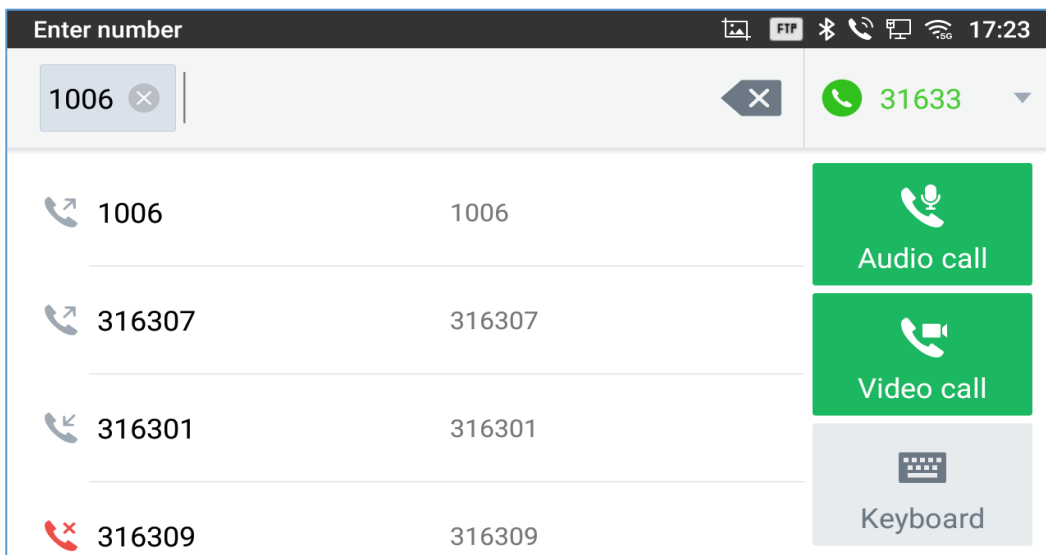 Enter number FTP 5G 17:23
1006 31633
1006 1006
Audio call
316307 316307
Video call
316301 316301
Keyboard
316309 316309